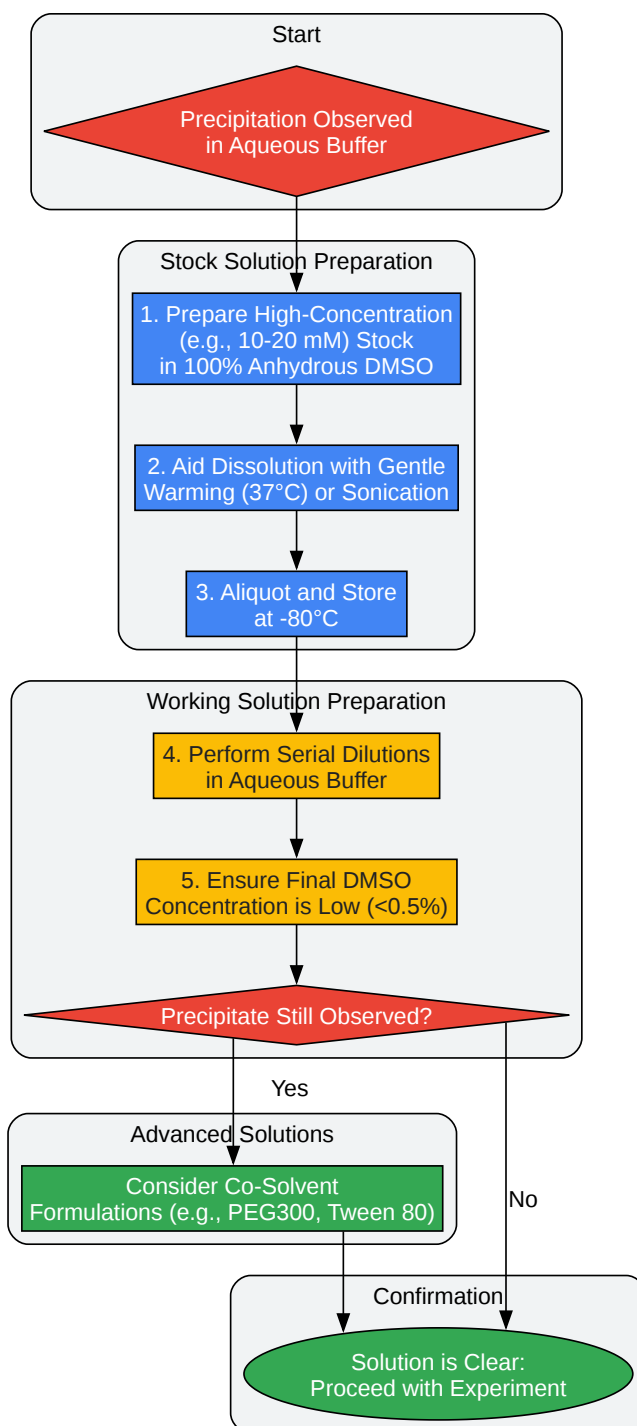 Start
Precipitation Observed
in Aqueous Buffer
Stock Solution Preparation
1. Prepare High-Concentration
(e.g., 10-20 mM) Stock
in 100% Anhydrous DMSO
2. Aid Dissolution with Gentle
Warming (37°C) or Sonication
3. Aliquot and Store
at -80°C
Working Solution Preparation
4. Perform Serial Dilutions
in Aqueous Buffer
5. Ensure Final DMSO
Concentration is Low (<0.5%)
Precipitate Still Observed?
Yes
Advanced Solutions
Consider Co-Solvent
Formulations (e.g., PEG300, Tween 80)
No
Confirmation
Solution is Clear:
Proceed with Experiment